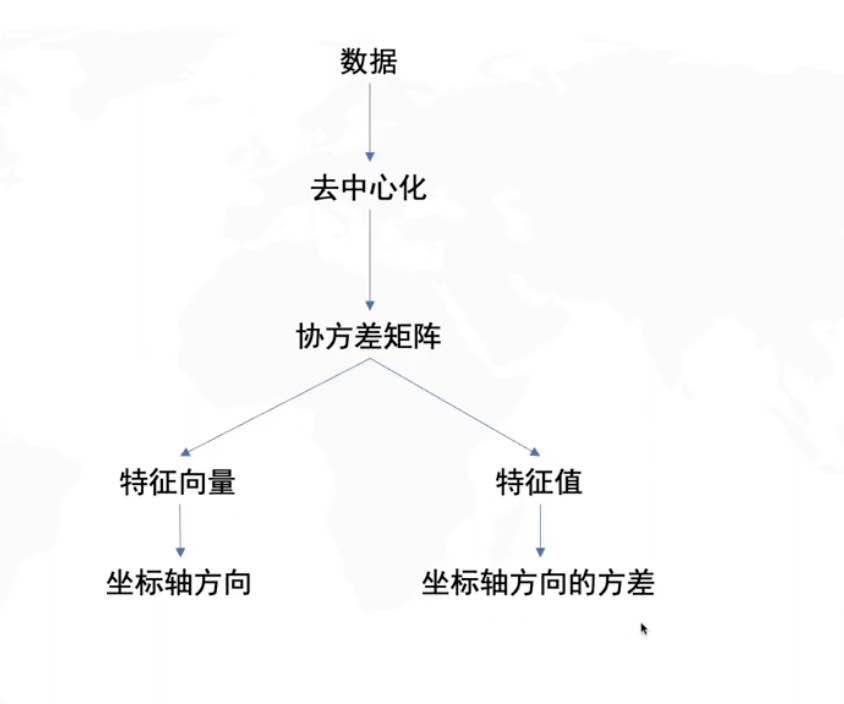 数据
去中心化
协方差矩阵
特征向量
特征值
坐标轴方向
坐标轴方向的方差